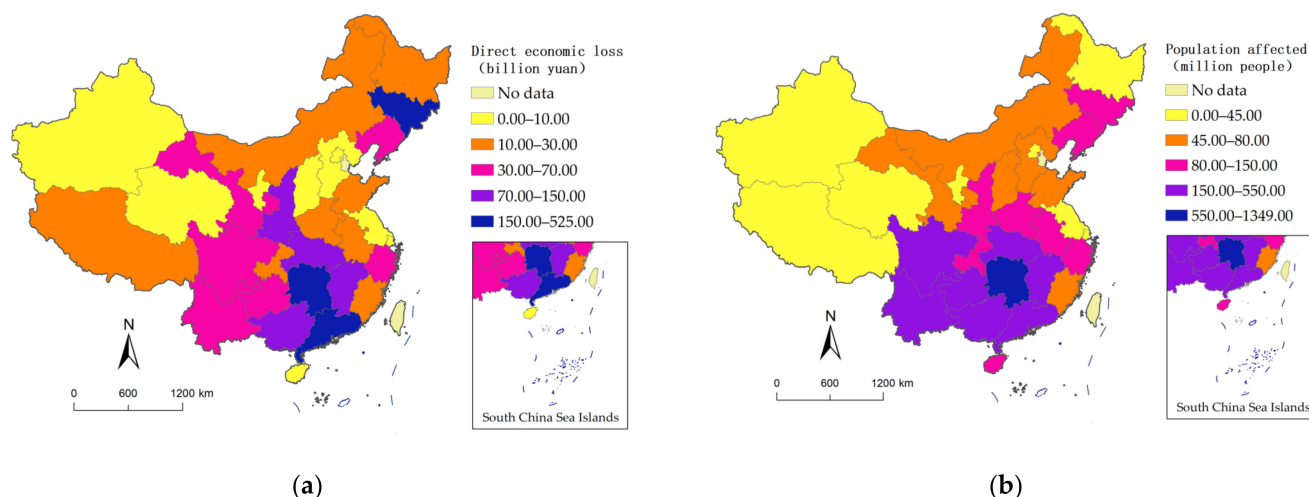 Direct economic loss
(billion yuan)
No data
0.00–10.00
10.00–30.00
30.00–70.00
70.00–150.00
150.00–525.00
N
0 600 1200 km
South China Sea Islands
(a)
Population affected
(million people)
No data
0.00–45.00
45.00–80.00
80.00–150.00
150.00–550.00
550.00–1349.00
N
0 600 1200 km
South China Sea Islands
(b)